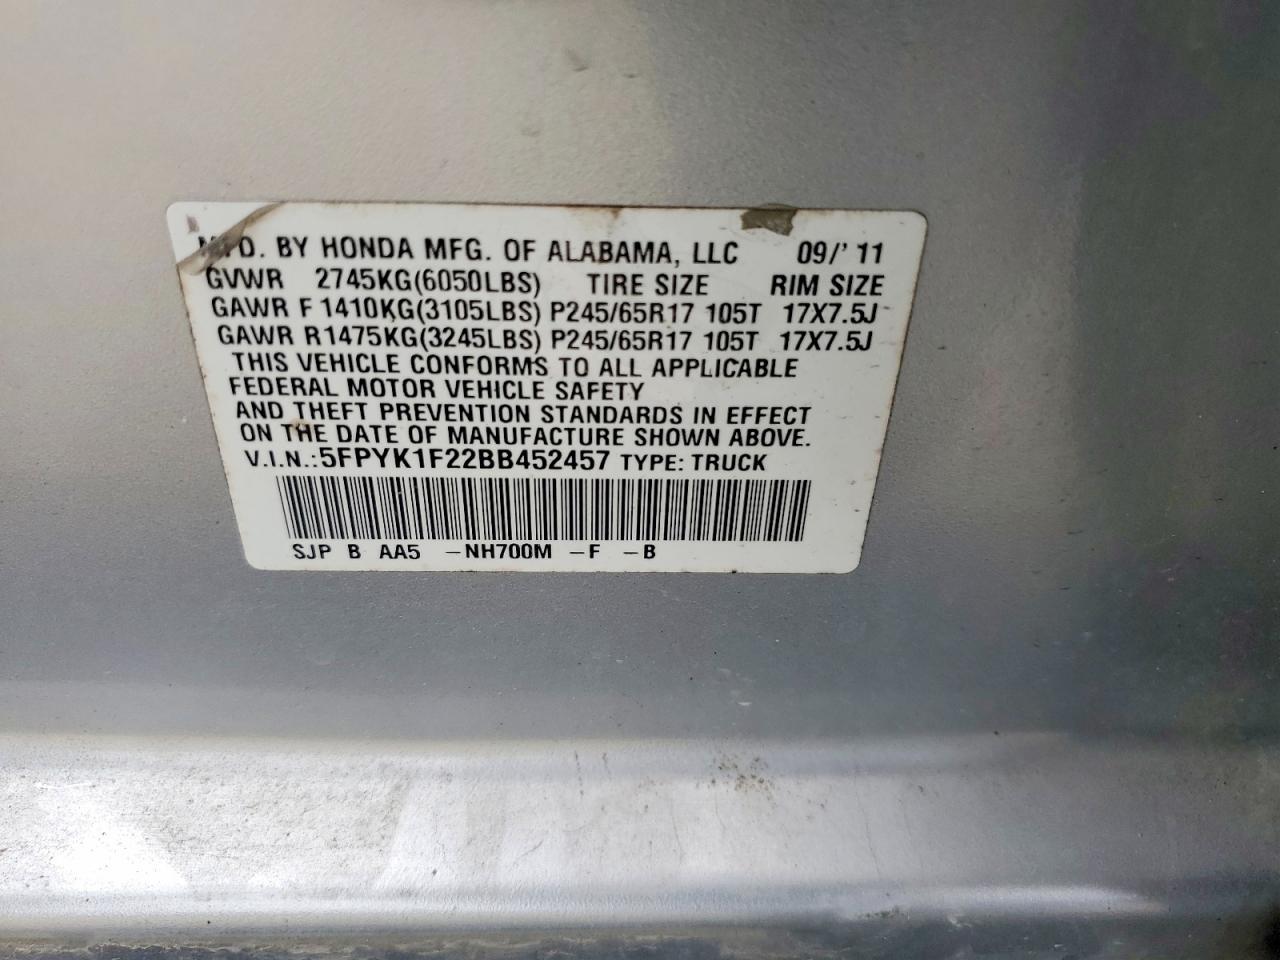 MFD. BY HONDA MFG. OF ALABAMA, LLC 09/' 11
GVWR 2745KG(6050LBS) TIRE SIZE RIM SIZE
GAWR F 1410KG(3105LBS) P245/65R17 105T 17X7.5J
GAWR R1475KG(3245LBS) P245/65R17 105T 17X7.5J
THIS VEHICLE CONFORMS TO ALL APPLICABLE
FEDERAL MOTOR VEHICLE SAFETY
AND THEFT PREVENTION STANDARDS IN EFFECT
ON THE DATE OF MANUFACTURE SHOWN ABOVE.
V.I.N.:5FPYK1F22BB452457 TYPE: TRUCK
SJP B AA5 -NH700M -F -B